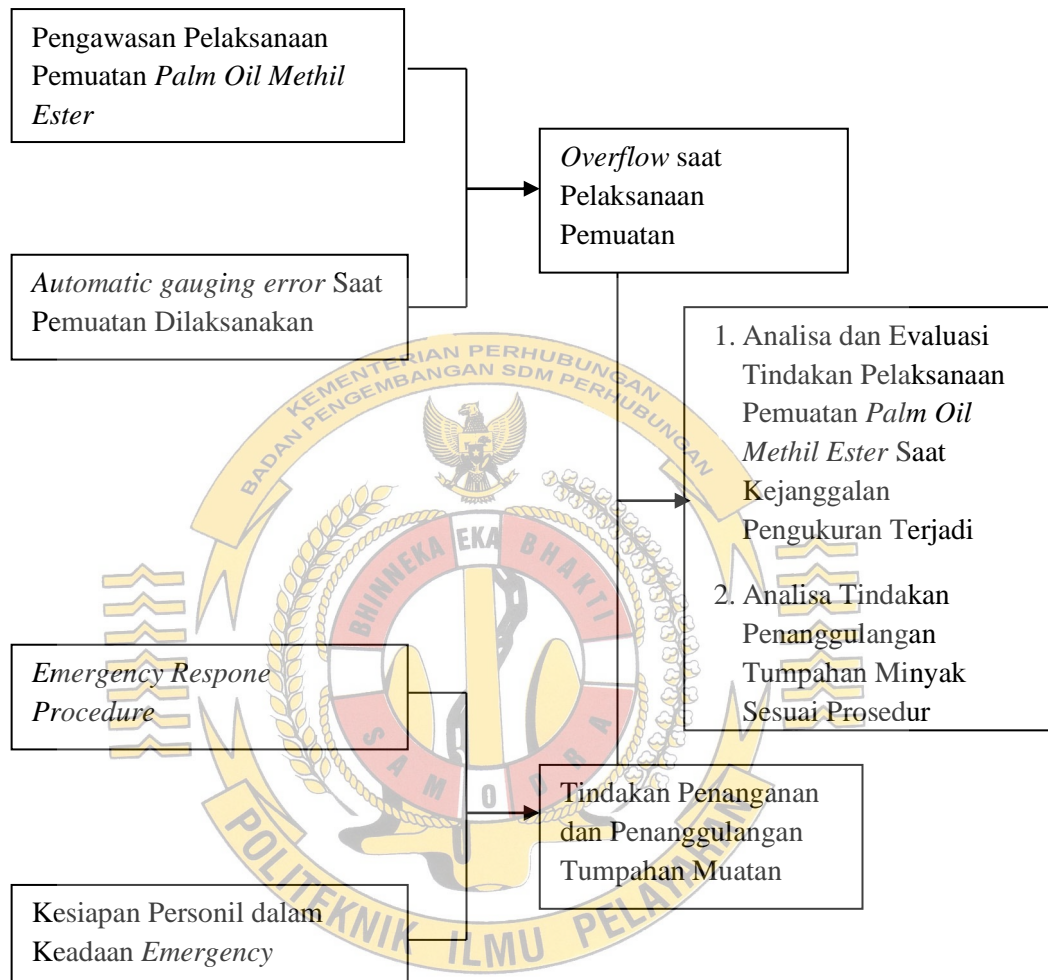 Pengawasan Pelaksanaan
Pemuatan Palm Oil Methil
Ester
Overflow saat
Pelaksanaan
Pemuatan
Automatic gauging error Saat
Pemuatan Dilaksanakan
1. Analisa dan Evaluasi
Tindakan Pelaksanaan
Pemuatan Palm Oil
Methil Ester Saat
Kejanggalan
Pengukuran Terjadi
2. Analisa Tindakan
Penanggulangan
Tumpahan Minyak
Sesuai Prosedur
Emergency Respone
Procedure
Tindakan Penanganan
dan Penanggulangan
Tumpahan Muatan
Kesiapan Personil dalam
Keadaan Emergency
KEMENTERIAN PERHUBUNGAN
BADAN PENGEMBANGAN SDM PERHUBUNGAN
BHINNEKA EKA BHAKTI
SAMODRA
POLITEKNIK ILMU PELAYARAN